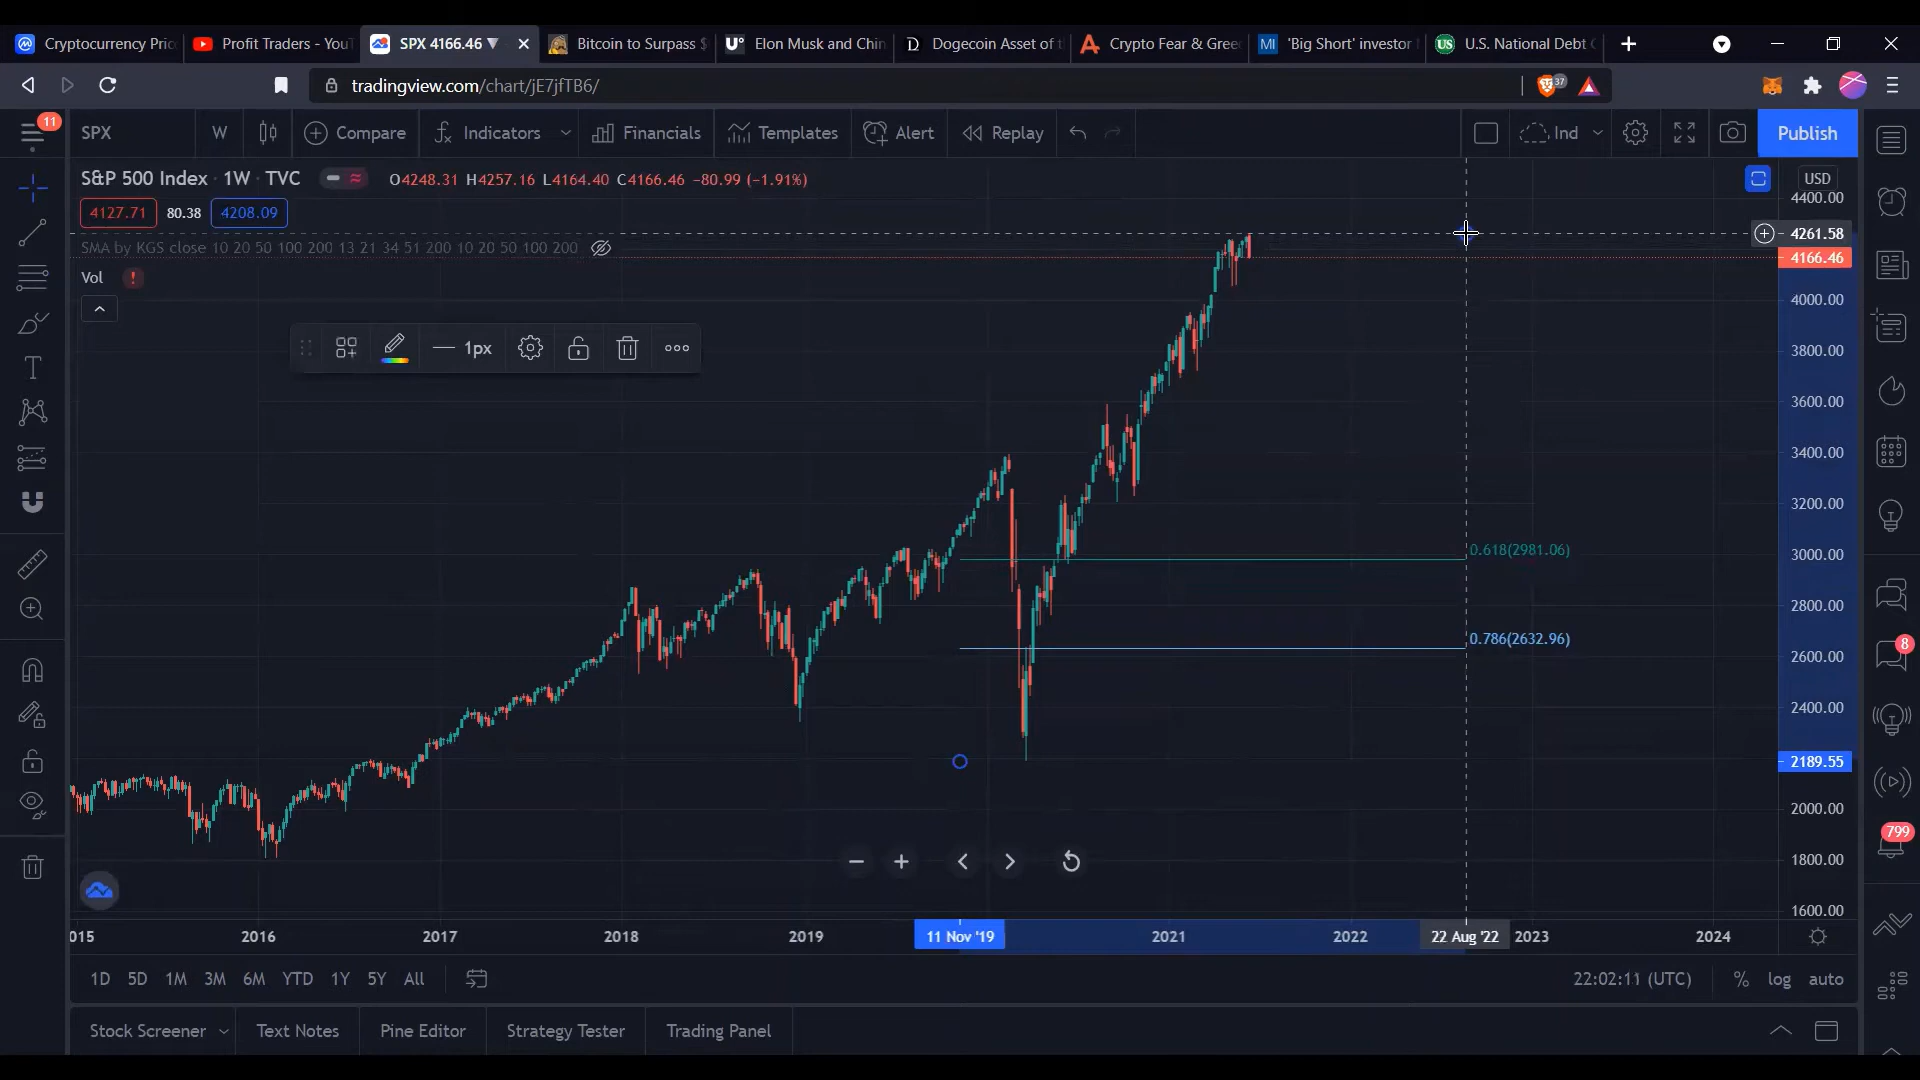 Cryptocurrency Pric
Profit Traders - You
SPX 4166.46 ▼
Bitcoin to Surpass $
Elon Musk and Chin
Dogecoin Asset of t
Crypto Fear & Gree
'Big Short' investor
U.S. National Debt
tradingview.com/chart/jE7jfTB6/
37
11
SPX
W
Compare
Indicators
Financials
Templates
Alert
Replay
Ind
Publish
S&P 500 Index · 1W · TVC
O4248.31 H4257.16 L4164.40 C4166.46 −80.99 (−1.91%)
USD
4127.71 80.38 4208.09
SMA by KGS close 10 20 50 100 200 13 21 34 51 200 10 20 50 100 200
Vol
1px
4400.00
4261.58
4166.46
4000.00
3800.00
3600.00
3400.00
3200.00
3000.00
2800.00
2600.00
2400.00
2189.55
2000.00
1800.00
1600.00
0.618(2981.06)
0.786(2632.96)
8
799
015
2016
2017
2018
2019
11 Nov '19
2021
2022
22 Aug '22
2023
2024
1D 5D 1M 3M 6M YTD 1Y 5Y All
22:02:11 (UTC)
% log auto
Stock Screener
Text Notes
Pine Editor
Strategy Tester
Trading Panel